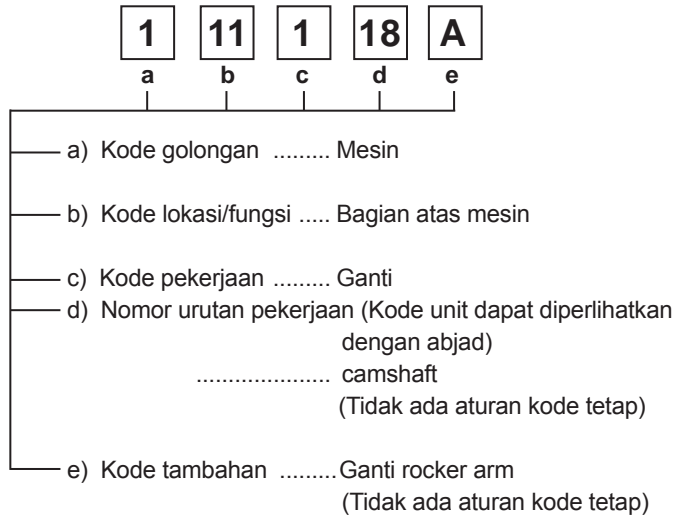 1 11 1 18 A
a b c d e
a) Kode golongan ......... Mesin
b) Kode lokasi/fungsi ..... Bagian atas mesin
c) Kode pekerjaan ......... Ganti
d) Nomor urutan pekerjaan (Kode unit dapat diperlihatkan
dengan abjad)
..................... camshaft
(Tidak ada aturan kode tetap)
e) Kode tambahan .........Ganti rocker arm
(Tidak ada aturan kode tetap)